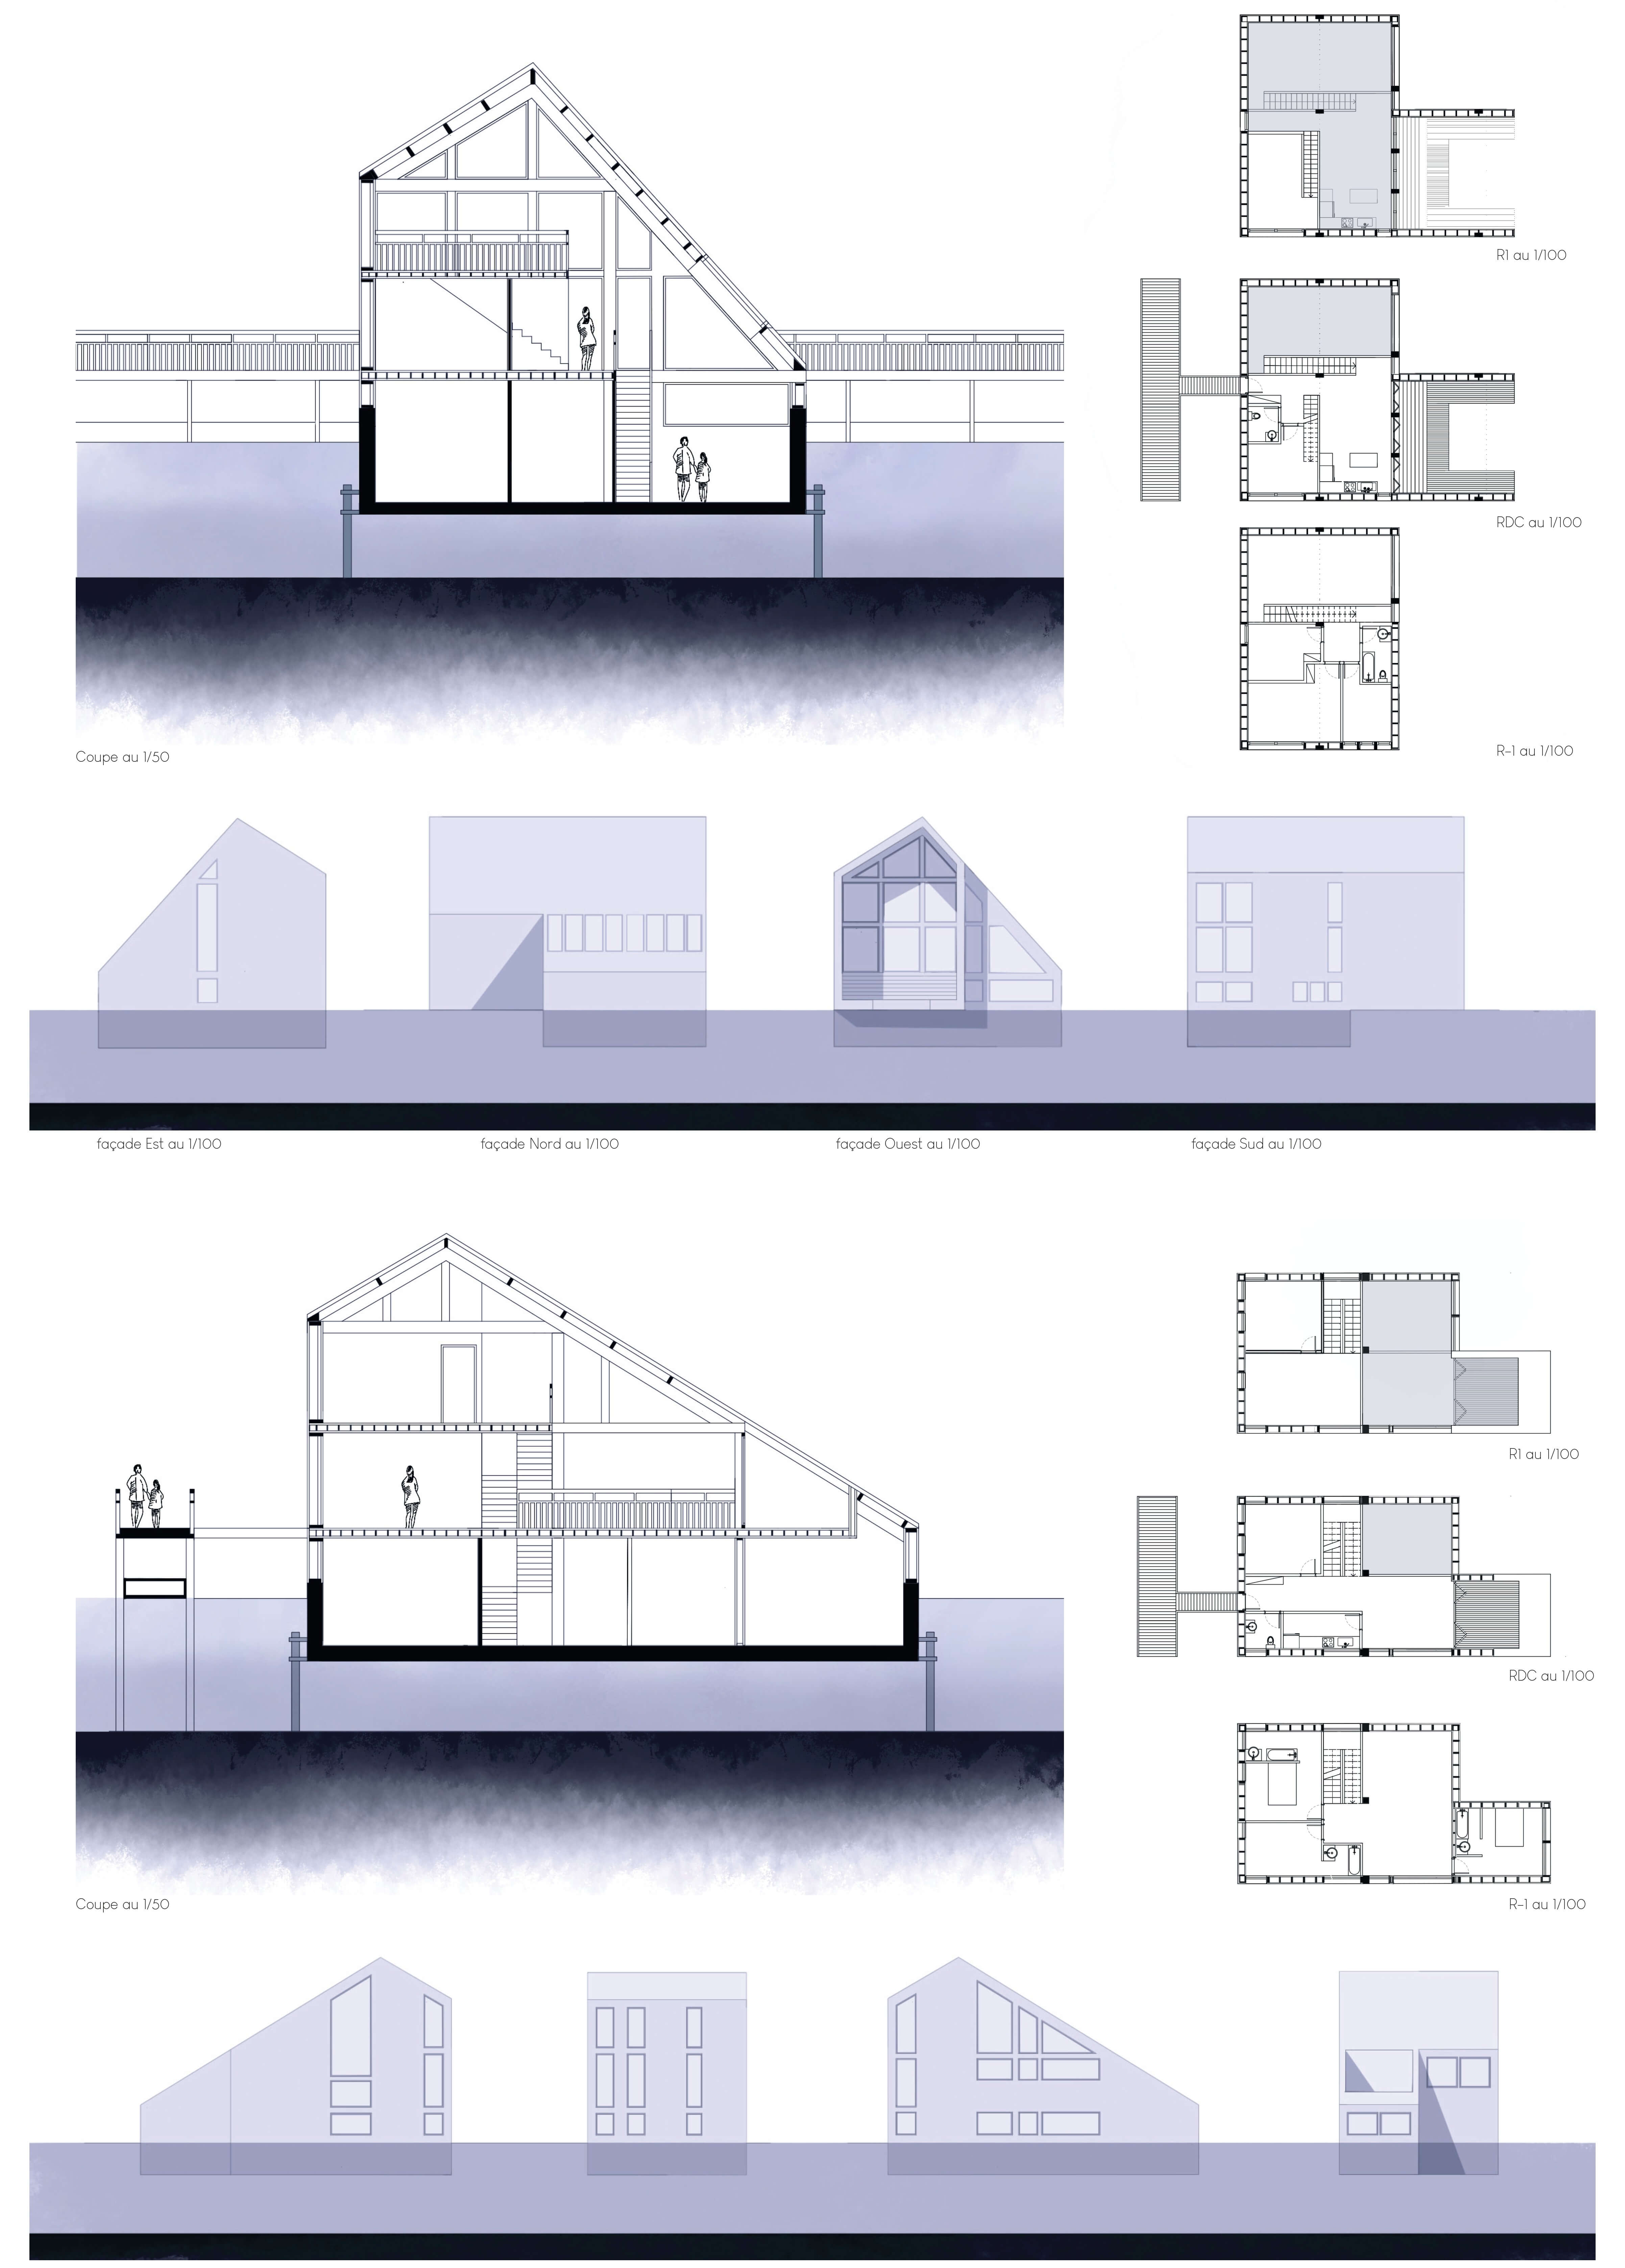 R1 au 1/100
RDC au 1/100
R-1 au 1/100
Coupe au 1/50
façade Est au 1/100
façade Nord au 1/100
façade Ouest au 1/100
façade Sud au 1/100
R1 au 1/100
RDC au 1/100
R-1 au 1/100
Coupe au 1/50